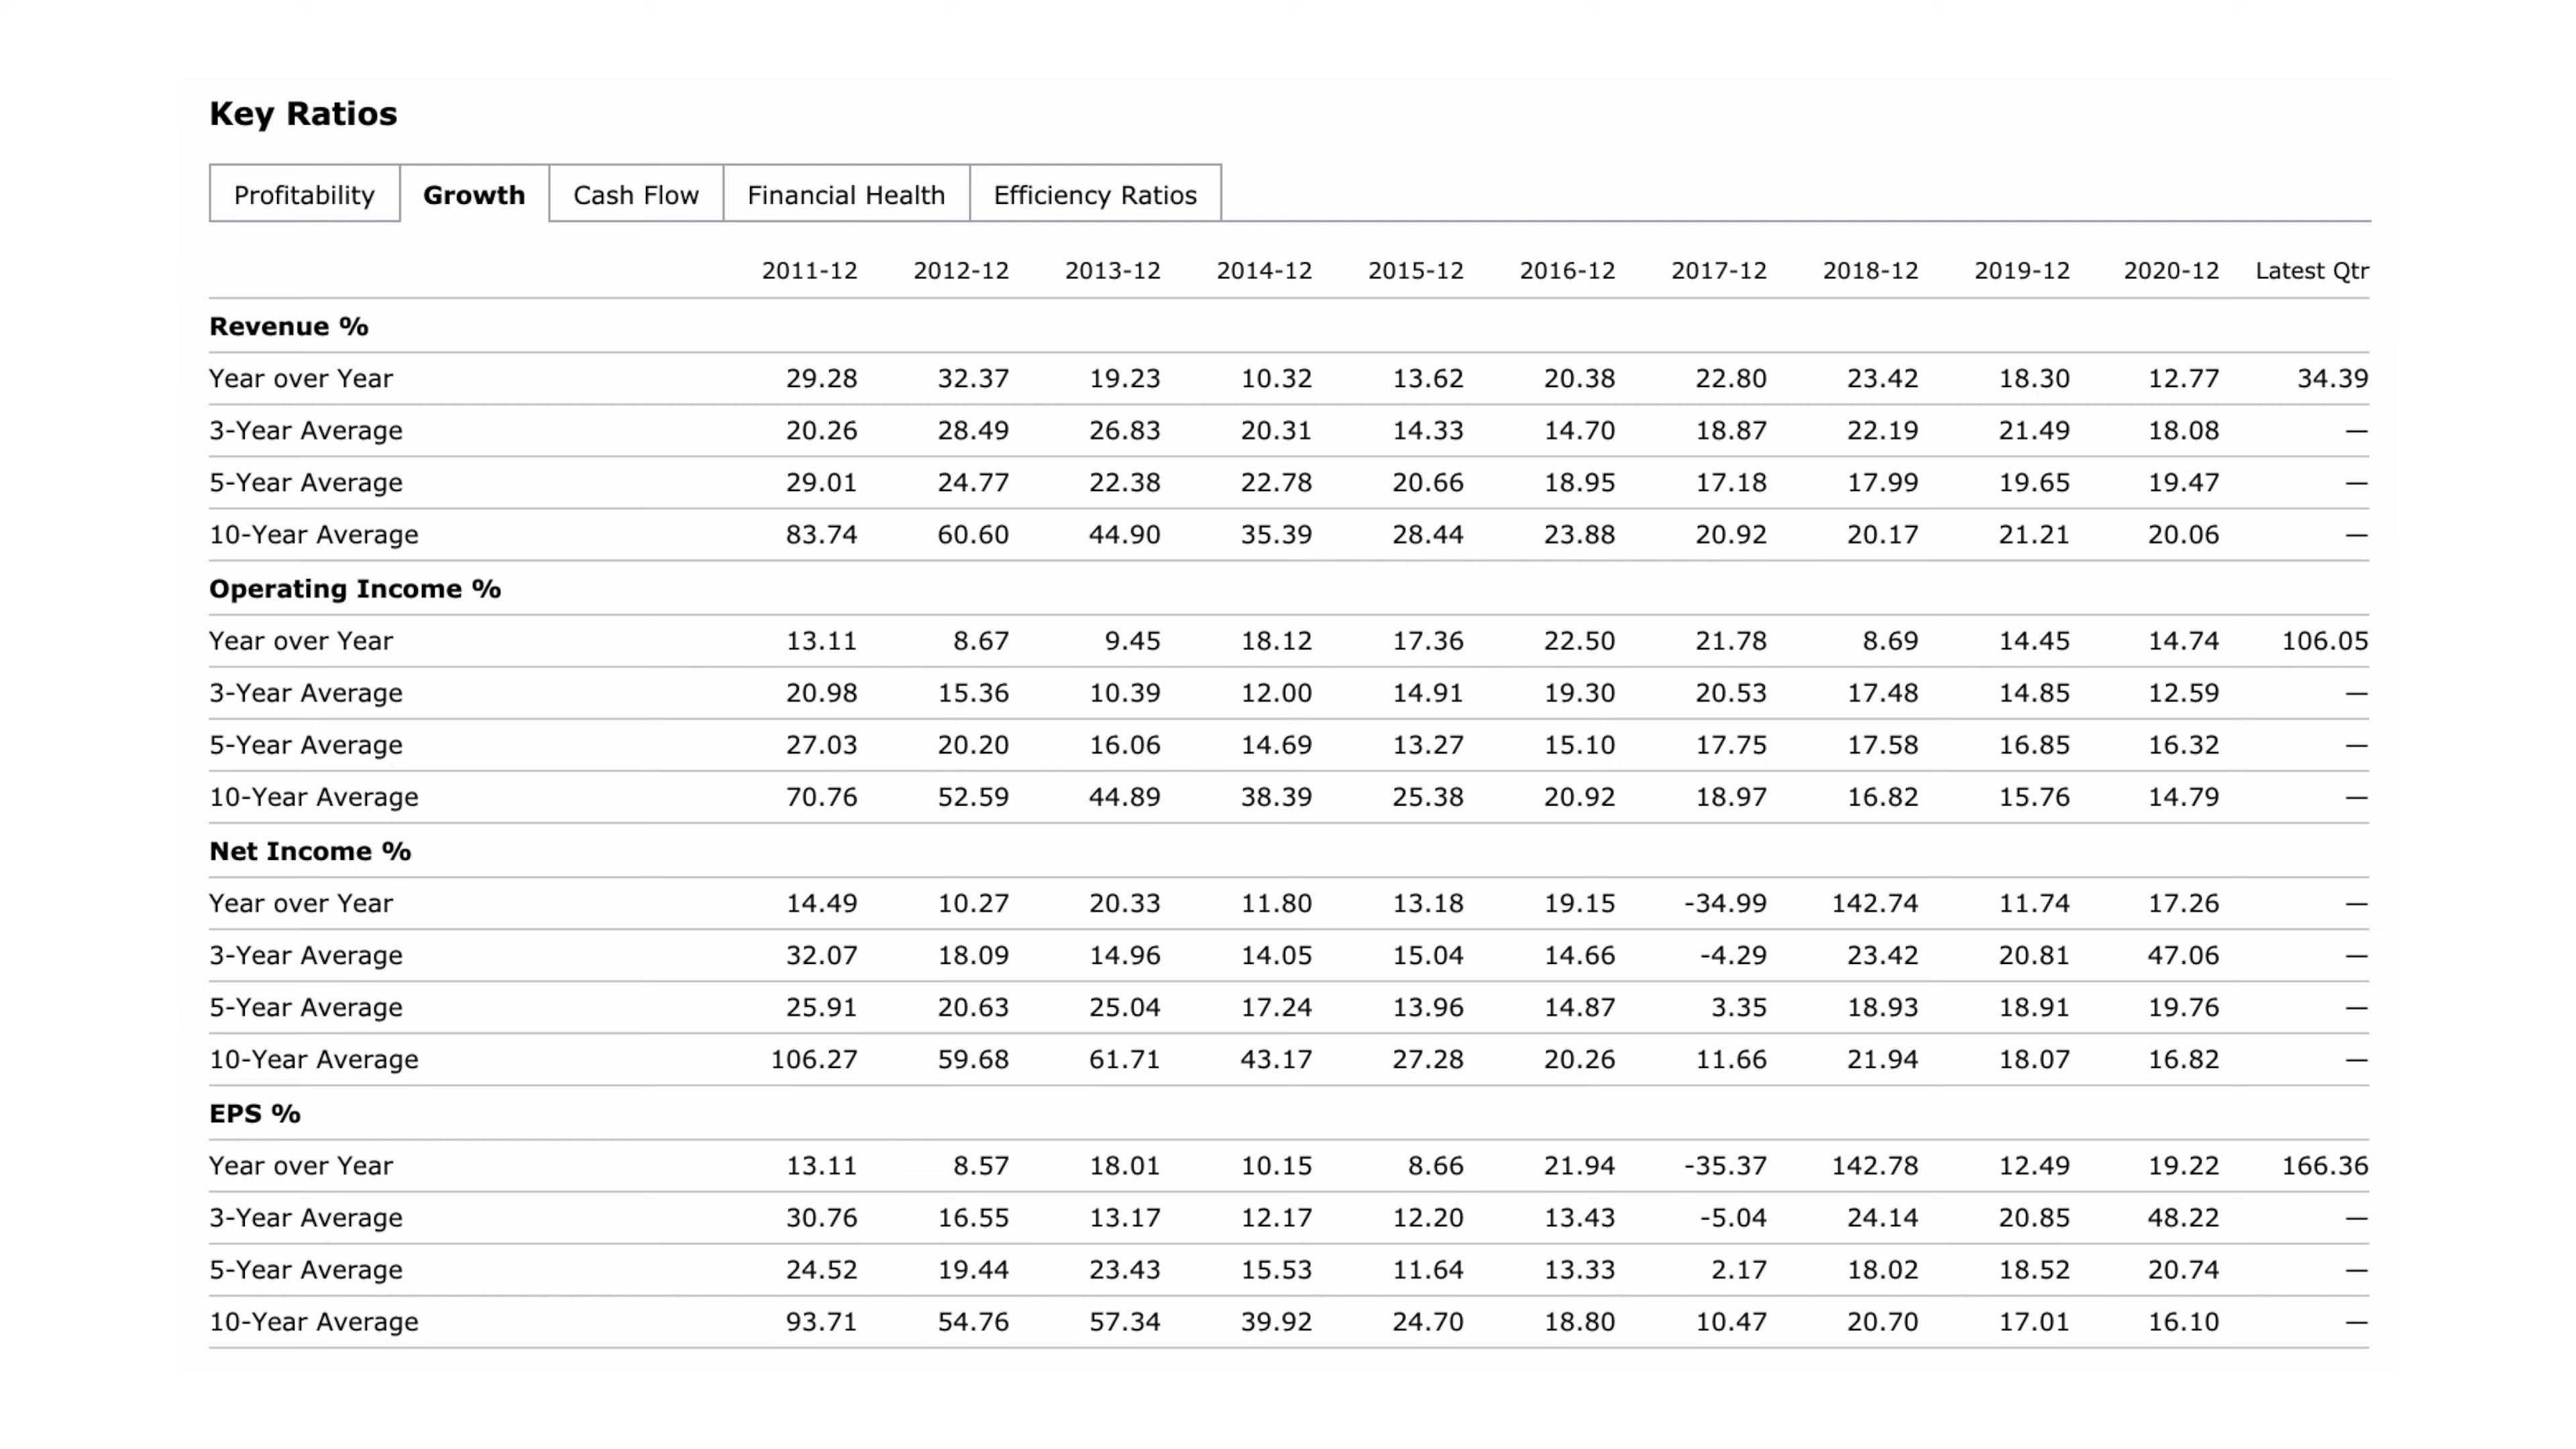 Key Ratios
Profitability Growth Cash Flow Financial Health Efficiency Ratios
2011-12 2012-12 2013-12 2014-12 2015-12 2016-12 2017-12 2018-12 2019-12 2020-12 Latest Qtr
Revenue %
Year over Year 29.28 32.37 19.23 10.32 13.62 20.38 22.80 23.42 18.30 12.77 34.39
3-Year Average 20.26 28.49 26.83 20.31 14.33 14.70 18.87 22.19 21.49 18.08 —
5-Year Average 29.01 24.77 22.38 22.78 20.66 18.95 17.18 17.99 19.65 19.47 —
10-Year Average 83.74 60.60 44.90 35.39 28.44 23.88 20.92 20.17 21.21 20.06 —
Operating Income %
Year over Year 13.11 8.67 9.45 18.12 17.36 22.50 21.78 8.69 14.45 14.74 106.05
3-Year Average 20.98 15.36 10.39 12.00 14.91 19.30 20.53 17.48 14.85 12.59 —
5-Year Average 27.03 20.20 16.06 14.69 13.27 15.10 17.75 17.58 16.85 16.32 —
10-Year Average 70.76 52.59 44.89 38.39 25.38 20.92 18.97 16.82 15.76 14.79 —
Net Income %
Year over Year 14.49 10.27 20.33 11.80 13.18 19.15 -34.99 142.74 11.74 17.26 —
3-Year Average 32.07 18.09 14.96 14.05 15.04 14.66 -4.29 23.42 20.81 47.06 —
5-Year Average 25.91 20.63 25.04 17.24 13.96 14.87 3.35 18.93 18.91 19.76 —
10-Year Average 106.27 59.68 61.71 43.17 27.28 20.26 11.66 21.94 18.07 16.82 —
EPS %
Year over Year 13.11 8.57 18.01 10.15 8.66 21.94 -35.37 142.78 12.49 19.22 166.36
3-Year Average 30.76 16.55 13.17 12.17 12.20 13.43 -5.04 24.14 20.85 48.22 —
5-Year Average 24.52 19.44 23.43 15.53 11.64 13.33 2.17 18.02 18.52 20.74 —
10-Year Average 93.71 54.76 57.34 39.92 24.70 18.80 10.47 20.70 17.01 16.10 —